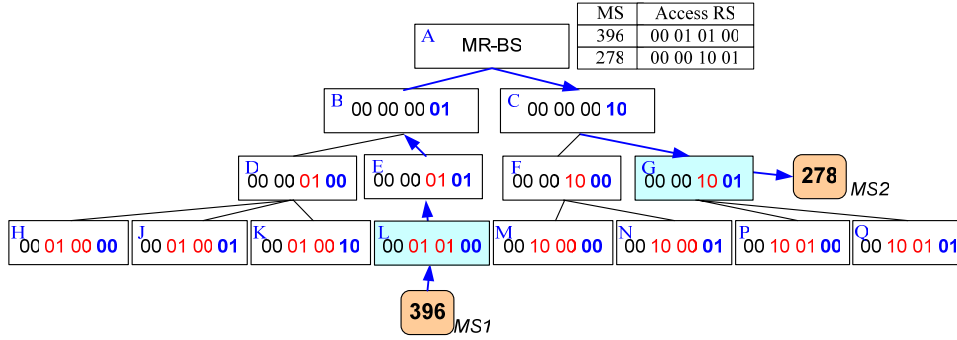 MS Access RS
396 00 01 01 00
278 00 00 10 01
A MR-BS
B 00 00 00 01
C 00 00 00 10
D 00 00 01 00
E 00 00 01 01
F 00 00 10 00
G 00 00 10 01
278 MS2
H 00 01 00 00
J 00 01 00 01
K 00 01 00 10
L 00 01 01 00
M 00 10 00 00
N 00 10 00 01
P 00 10 01 00
Q 00 10 01 01
396 MS1